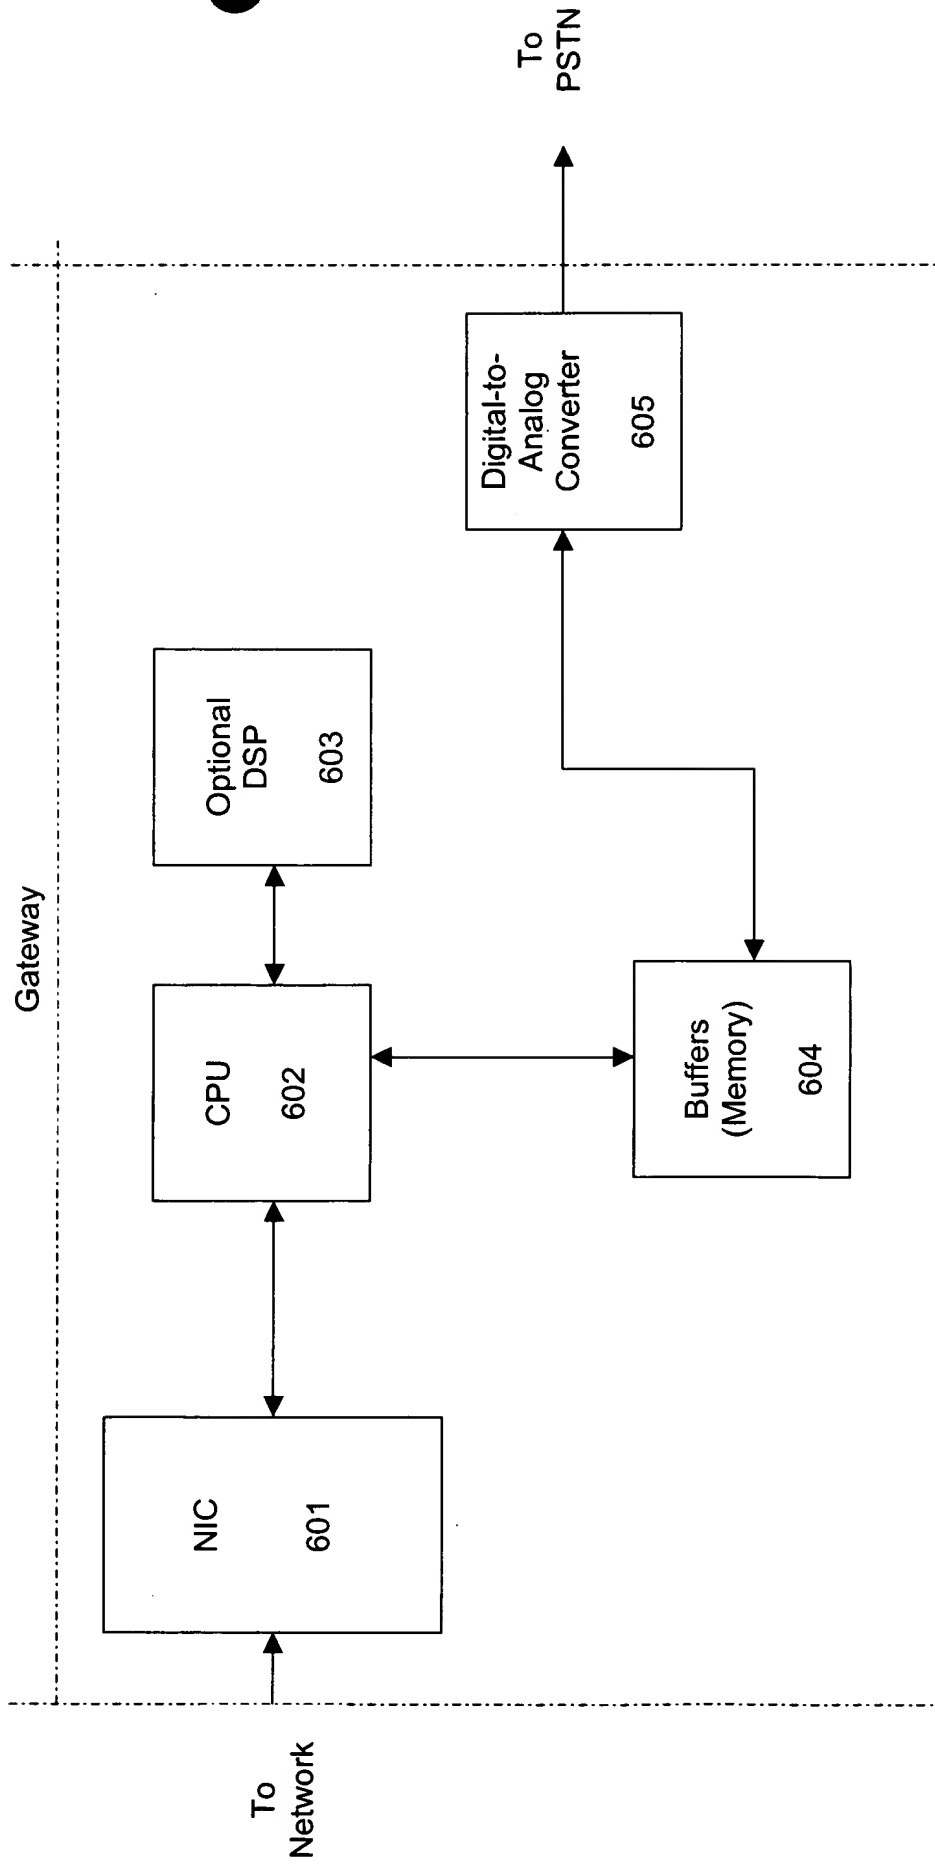 Gateway
To
Network
NIC
601
CPU
602
Optional
DSP
603
Buffers
(Memory)
604
Digital-to-
Analog
Converter
605
To
PSTN